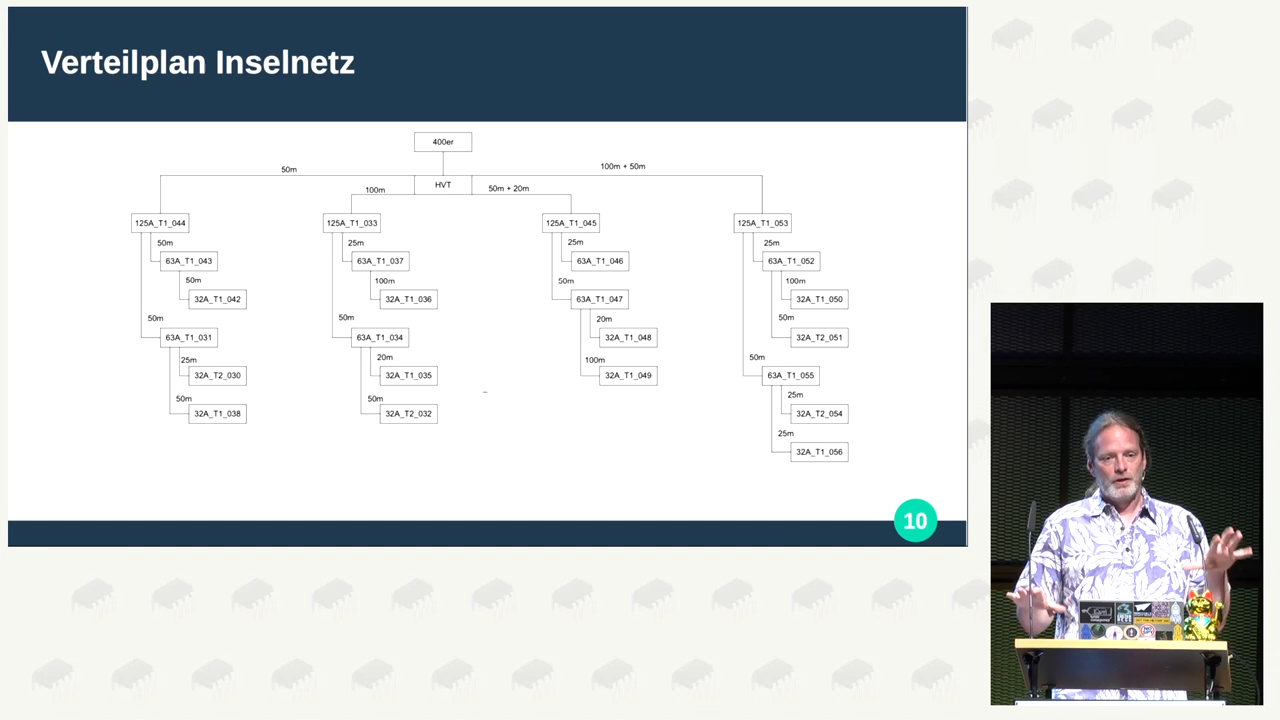 Verteilplan Inselnetz
400er
HVT
50m
100m
50m + 20m
100m + 50m
125A_T1_044
50m
63A_T1_043
50m
32A_T1_042
50m
63A_T1_031
25m
32A_T2_030
50m
32A_T1_038
125A_T1_033
25m
63A_T1_037
100m
32A_T1_036
50m
63A_T1_034
20m
32A_T1_035
50m
32A_T2_032
125A_T1_045
25m
63A_T1_046
50m
63A_T1_047
20m
32A_T1_048
100m
32A_T1_049
125A_T1_053
25m
63A_T1_052
100m
32A_T1_050
50m
32A_T2_051
50m
63A_T1_055
25m
32A_T2_054
25m
32A_T1_056
10